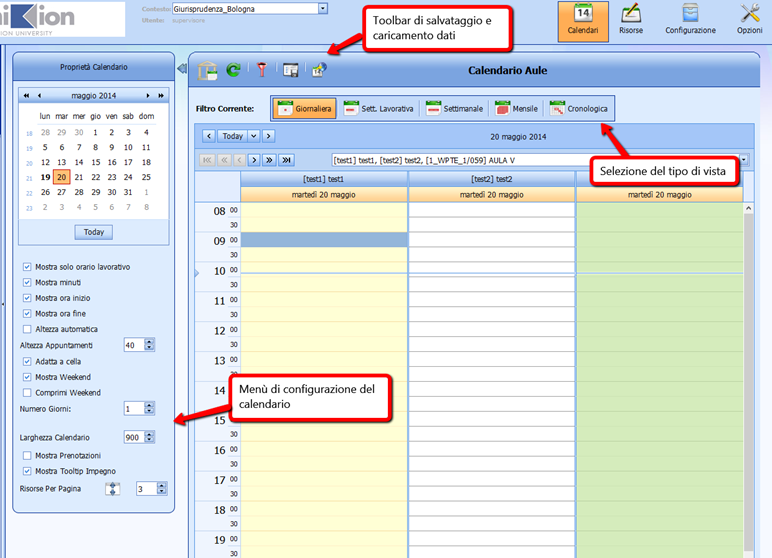 niKion
ION UNIVERSITY
Contesto: Giurisprudenza_Bologna
Utente: supervisore
Toolbar di salvataggio e
caricamento dati
14
Calendari
Risorse
Configurazione
Opzioni
Proprietà Calendario
maggio 2014
lun mar mer gio ven sab dom
18 28 29 30 1 2 3 4
19 5 6 7 8 9 10 11
20 12 13 14 15 16 17 18
21 19 20 21 22 23 24 25
22 26 27 28 29 30 31 1
23 2 3 4 5 6 7 8
Today
Mostra solo orario lavorativo
Mostra minuti
Mostra ora inizio
Mostra ora fine
Altezza automatica
Altezza Appuntamenti 40
Adatta a cella
Mostra Weekend
Comprimi Weekend
Numero Giorni: 1
Larghezza Calendario 900
Mostra Prenotazioni
Mostra Tooltip Impegno
Risorse Per Pagina 3
Calendario Aule
Filtro Corrente: Giornaliera Sett. Lavorativa Settimanale Mensile Cronologica
Today 20 maggio 2014
[test1] test1, [test2] test2, [1_WPTE_1/059] AULA V
Selezione del tipo di vista
[test1] test1 [test2] test2
martedì 20 maggio martedì 20 maggio martedì 20 maggio
08 00
30
09 00
30
10 00
30
11 00
30
12 00
30
13 00
30
14 00
Menù di configurazione del
calendario
15 00
30
16 00
30
17 00
30
18 00
30
19 00